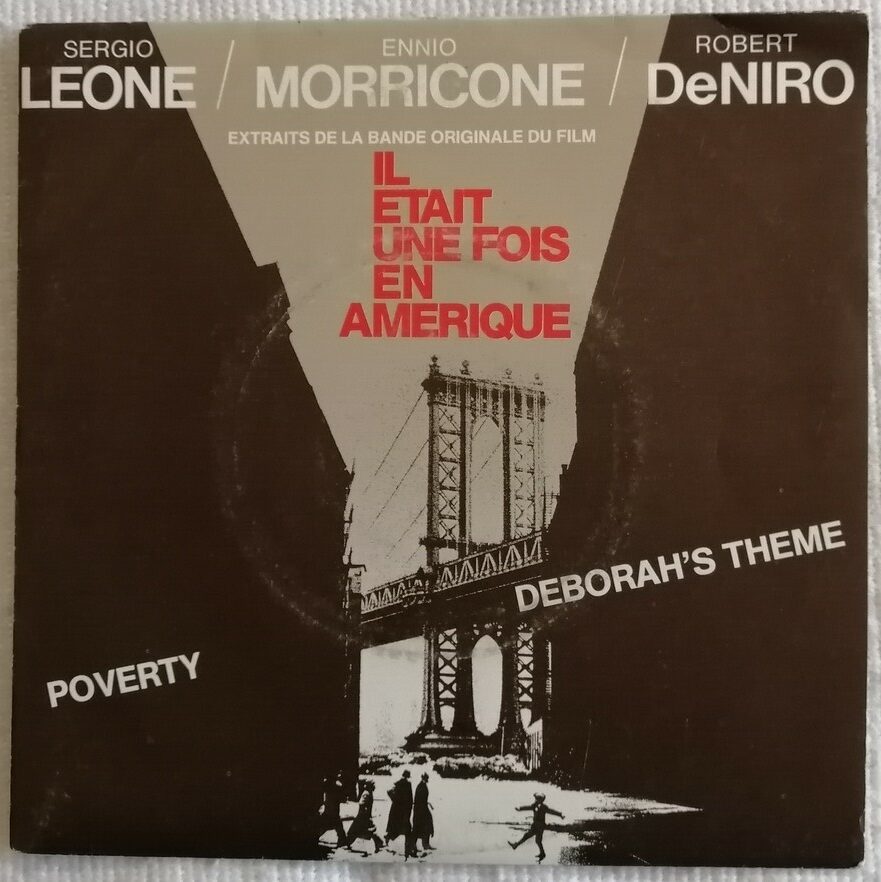 SERGIO
LEONE / ENNIO
MORRICONE / ROBERT
DeNIRO
EXTRAITS DE LA BANDE ORIGINALE DU FILM
IL
ETAIT
UNE FOIS
EN
AMERIQUE
DEBORAH'S THEME
POVERTY